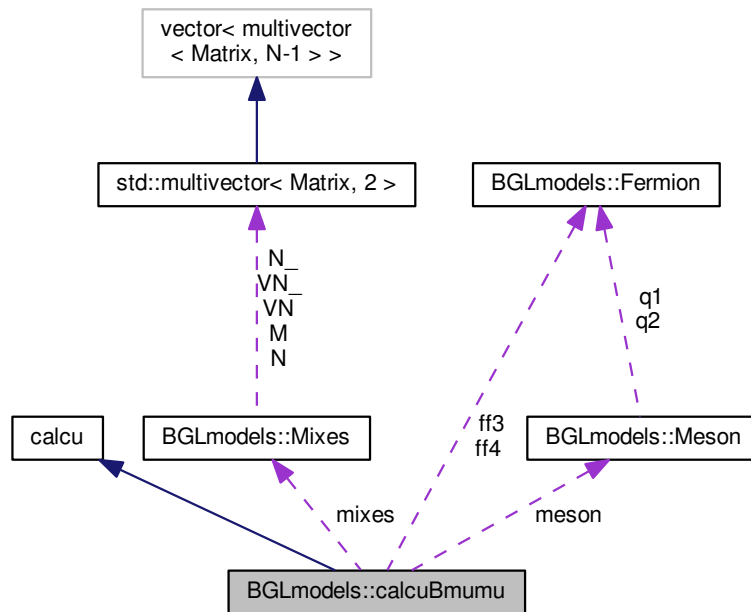 vector< multivector
< Matrix, N-1 > >
std::multivector< Matrix, 2 >
BGLmodels::Fermion
N_
VN_
VN
M
N
q1
q2
ff3
ff4
calcu
BGLmodels::Mixes
BGLmodels::Meson
mixes
meson
BGLmodels::calcuBmumu